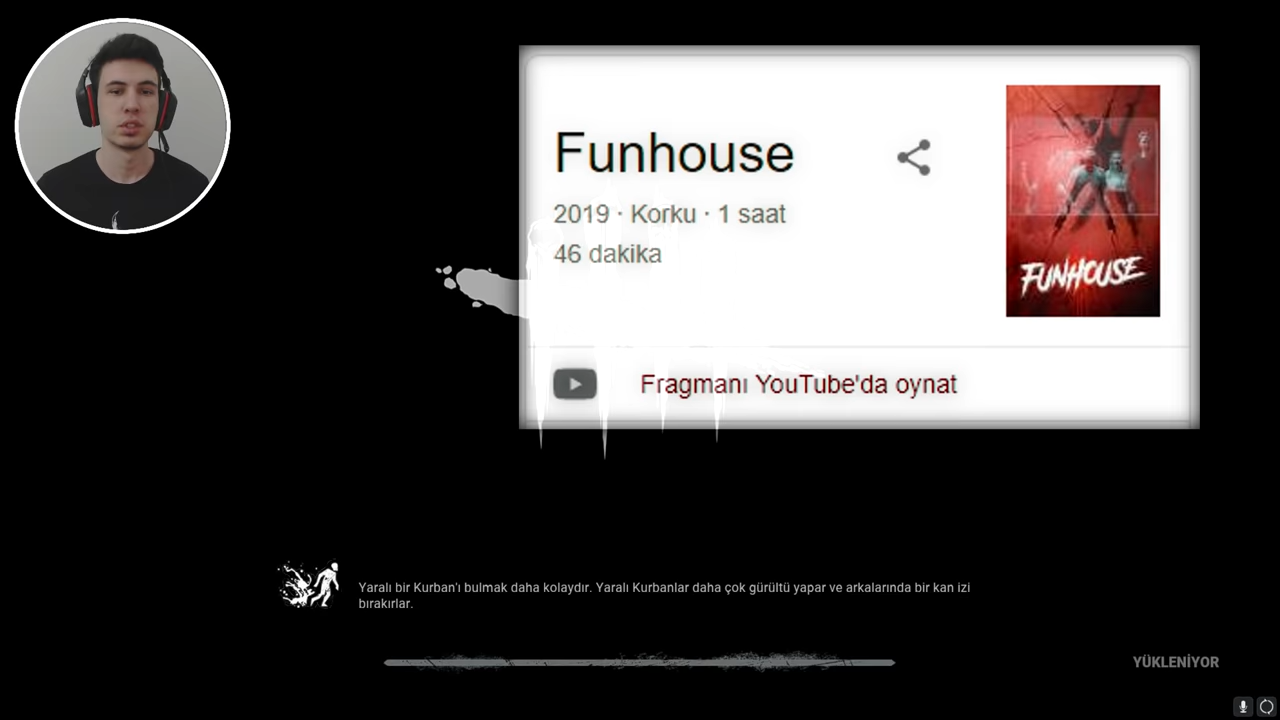 Funhouse
2019 · Korku · 1 saat
46 dakika
FUNHOUSE
Fragmanı YouTube'da oynat
Yaralı bir Kurban'ı bulmak daha kolaydır. Yaralı Kurbanlar daha çok gürültü yapar ve arkalarında bir kan izi
bırakırlar.
YÜKLENİYOR